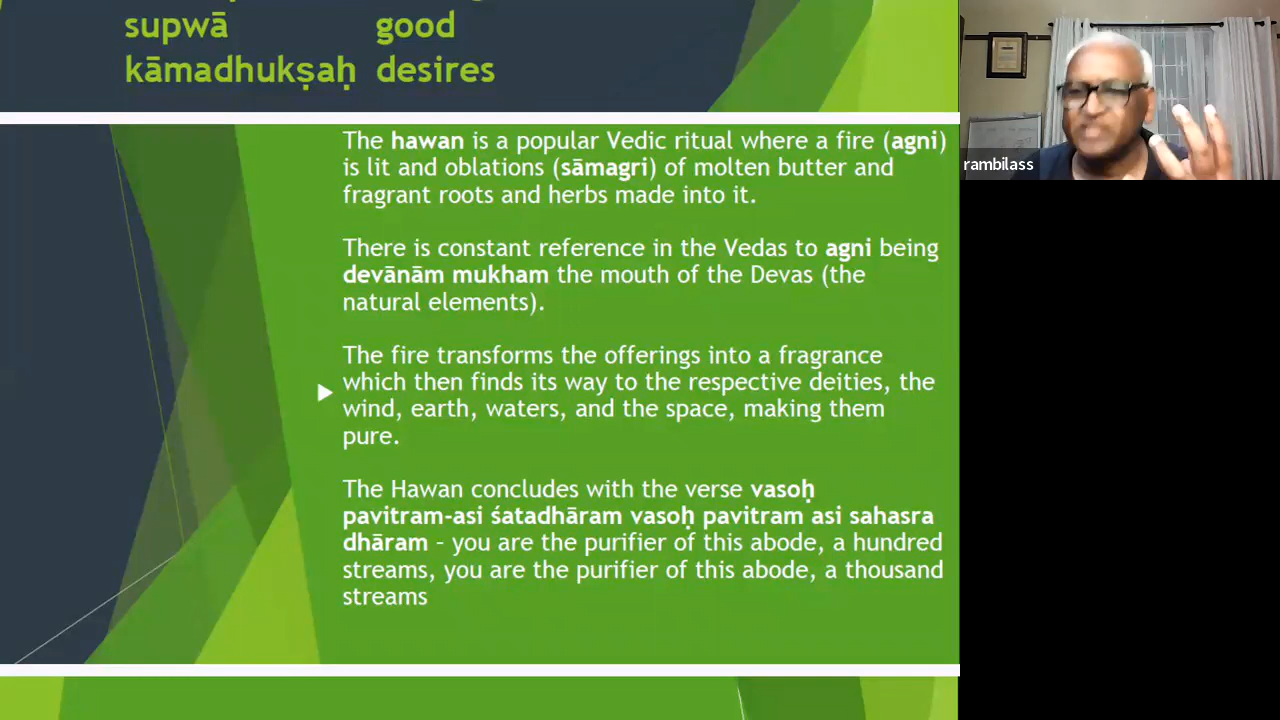 supwā good
kāmadhukṣaḥ desires
The hawan is a popular Vedic ritual where a fire (agni)
is lit and oblations (sāmagri) of molten butter and
fragrant roots and herbs made into it.
There is constant reference in the Vedas to agni being
devānām mukham the mouth of the Devas (the
natural elements).
The fire transforms the offerings into a fragrance
which then finds its way to the respective deities, the
wind, earth, waters, and the space, making them
pure.
The Hawan concludes with the verse vasoḥ
pavitram-asi śatadhāram vasoḥ pavitram asi sahasra
dhāram – you are the purifier of this abode, a hundred
streams, you are the purifier of this abode, a thousand
streams
rambilass